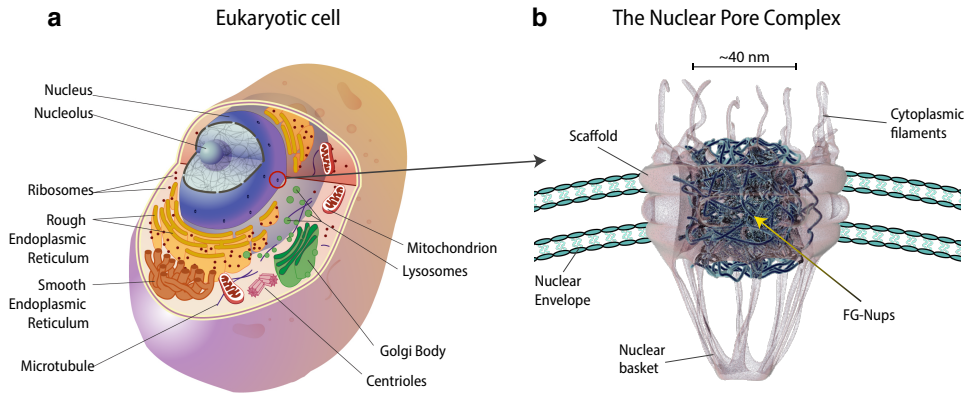 a
Eukaryotic cell
Nucleus
Nucleolus
Ribosomes
Rough
Endoplasmic
Reticulum
Smooth
Endoplasmic
Reticulum
Microtubule
Mitochondrion
Lysosomes
Golgi Body
Centrioles
b
The Nuclear Pore Complex
~40 nm
Scaffold
Cytoplasmic
filaments
Nuclear
Envelope
FG-Nups
Nuclear
basket